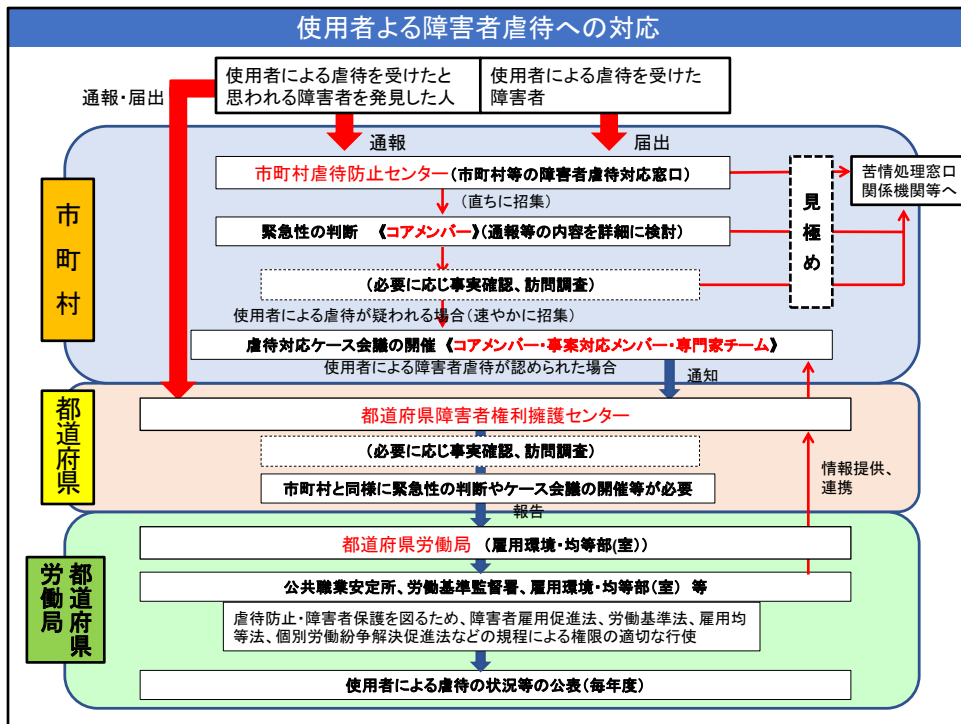 使用者よる障害者虐待への対応
通報・届出
使用者による虐待を受けたと
思われる障害者を発見した人
使用者による虐待を受けた
障害者
通報
届出
市町村
市町村虐待防止センター(市町村等の障害者虐待対応窓口)
(直ちに招集)
緊急性の判断 《コアメンバー》(通報等の内容を詳細に検討)
(必要に応じ事実確認、訪問調査)
見極め
苦情処理窓口
関係機関等へ
使用者による虐待が疑われる場合(速やかに招集)
虐待対応ケース会議の開催 《コアメンバー・事案対応メンバー・専門家チーム》
使用者による障害者虐待が認められた場合
通知
都道府県
都道府県障害者権利擁護センター
(必要に応じ事実確認、訪問調査)
市町村と同様に緊急性の判断やケース会議の開催等が必要
情報提供、
連携
報告
都道府県
労働局
都道府県労働局 (雇用環境・均等部(室))
公共職業安定所、労働基準監督署、雇用環境・均等部(室) 等
虐待防止・障害者保護を図るため、障害者雇用促進法、労働基準法、雇用均
等法、個別労働紛争解決促進法などの規程による権限の適切な行使
使用者による虐待の状況等の公表(毎年度)